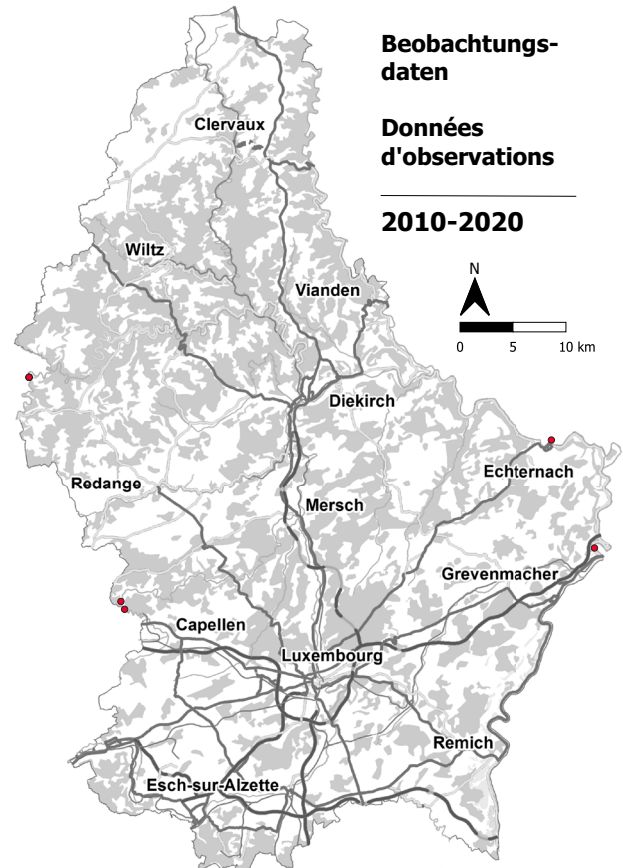 Beobachtungs-
daten
Données
d'observations
2010-2020
N
0 5 10 km
Clervaux
Wiltz
Vianden
Diekirch
Echternach
Redange
Mersch
Grevenmacher
Capellen
Luxembourg
Remich
Esch-sur-Alzette